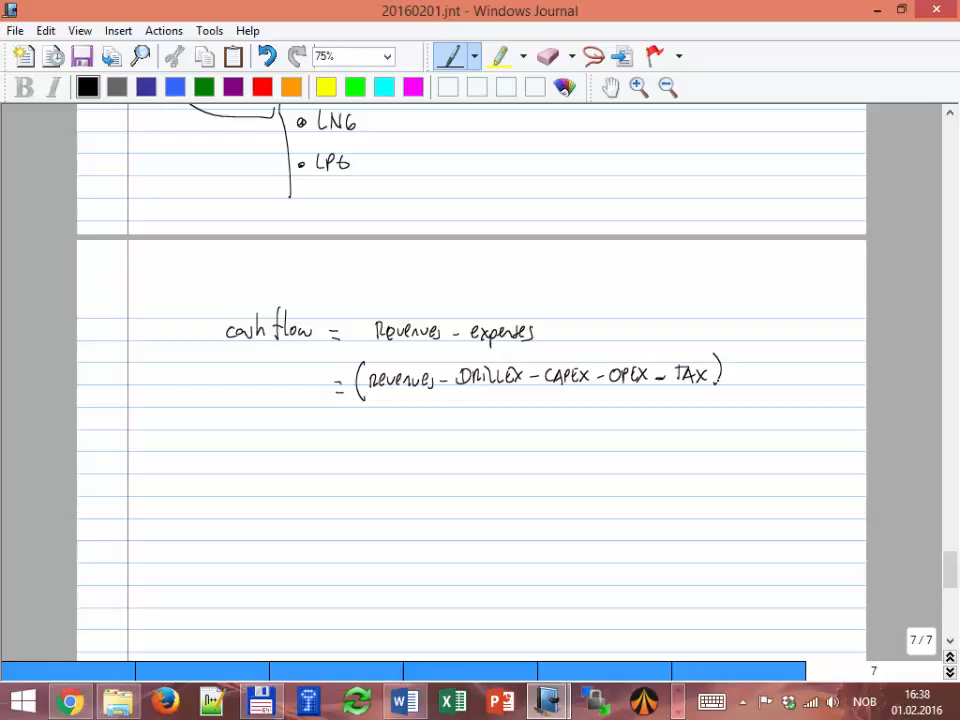 20160201.jnt - Windows Journal
File Edit View Insert Actions Tools Help
75%
B I
• LNG
• LPG
cash flow = Revenues - expenses
= (Revenues - DRILLEX - CAPEX - OPEX - TAX)
7 / 7
7
NOB
16:38
01.02.2016